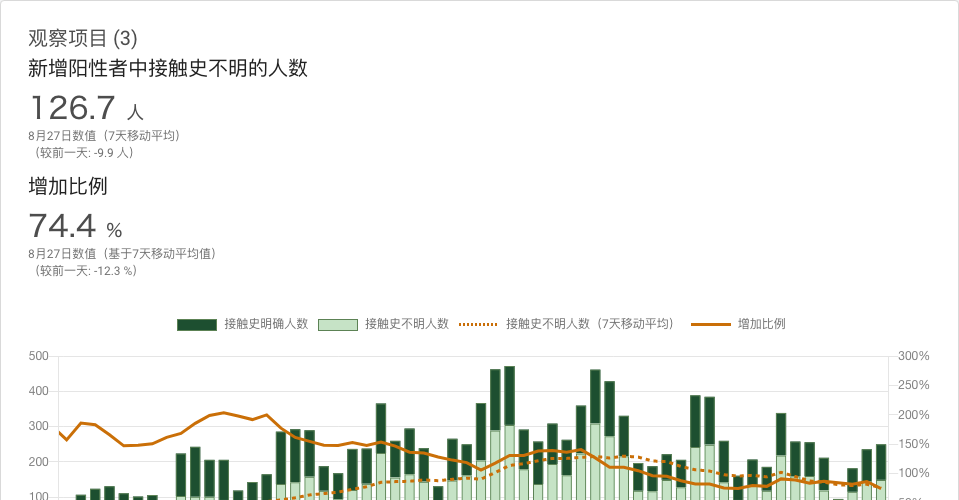 观察项目 (3)
新增阳性者中接触史不明的人数
126.7 人
8月27日数值（7天移动平均）
（较前一天: -9.9 人）
增加比例
74.4 %
8月27日数值（基于7天移动平均值）
（较前一天: -12.3 %）
接触史明确人数 接触史不明人数 接触史不明人数（7天移动平均） 增加比例
500 300%
250%
400
200%
300
150%
200
100%
100